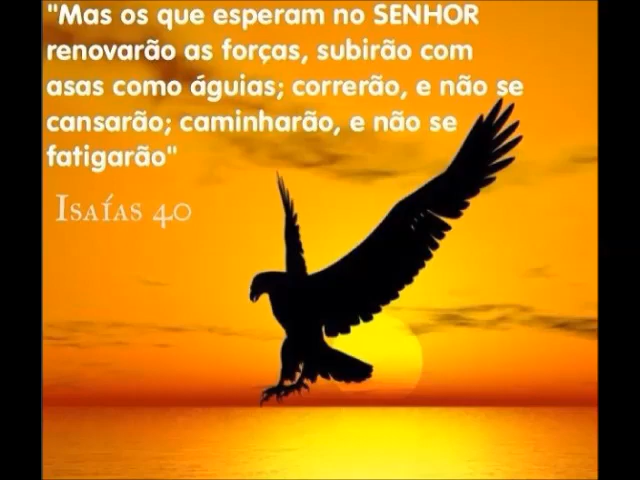 "Mas os que esperam no SENHOR
renovarão as forças, subirão com
asas como águias; correrão, e não se
cansarão; caminharão, e não se
fatigarão"
Isaías 40